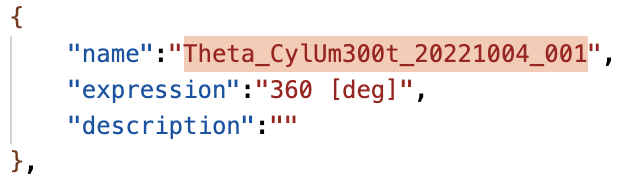 {
"name":"Theta_CylUm300t_20221004_001",
"expression":"360 [deg]",
"description":""
},